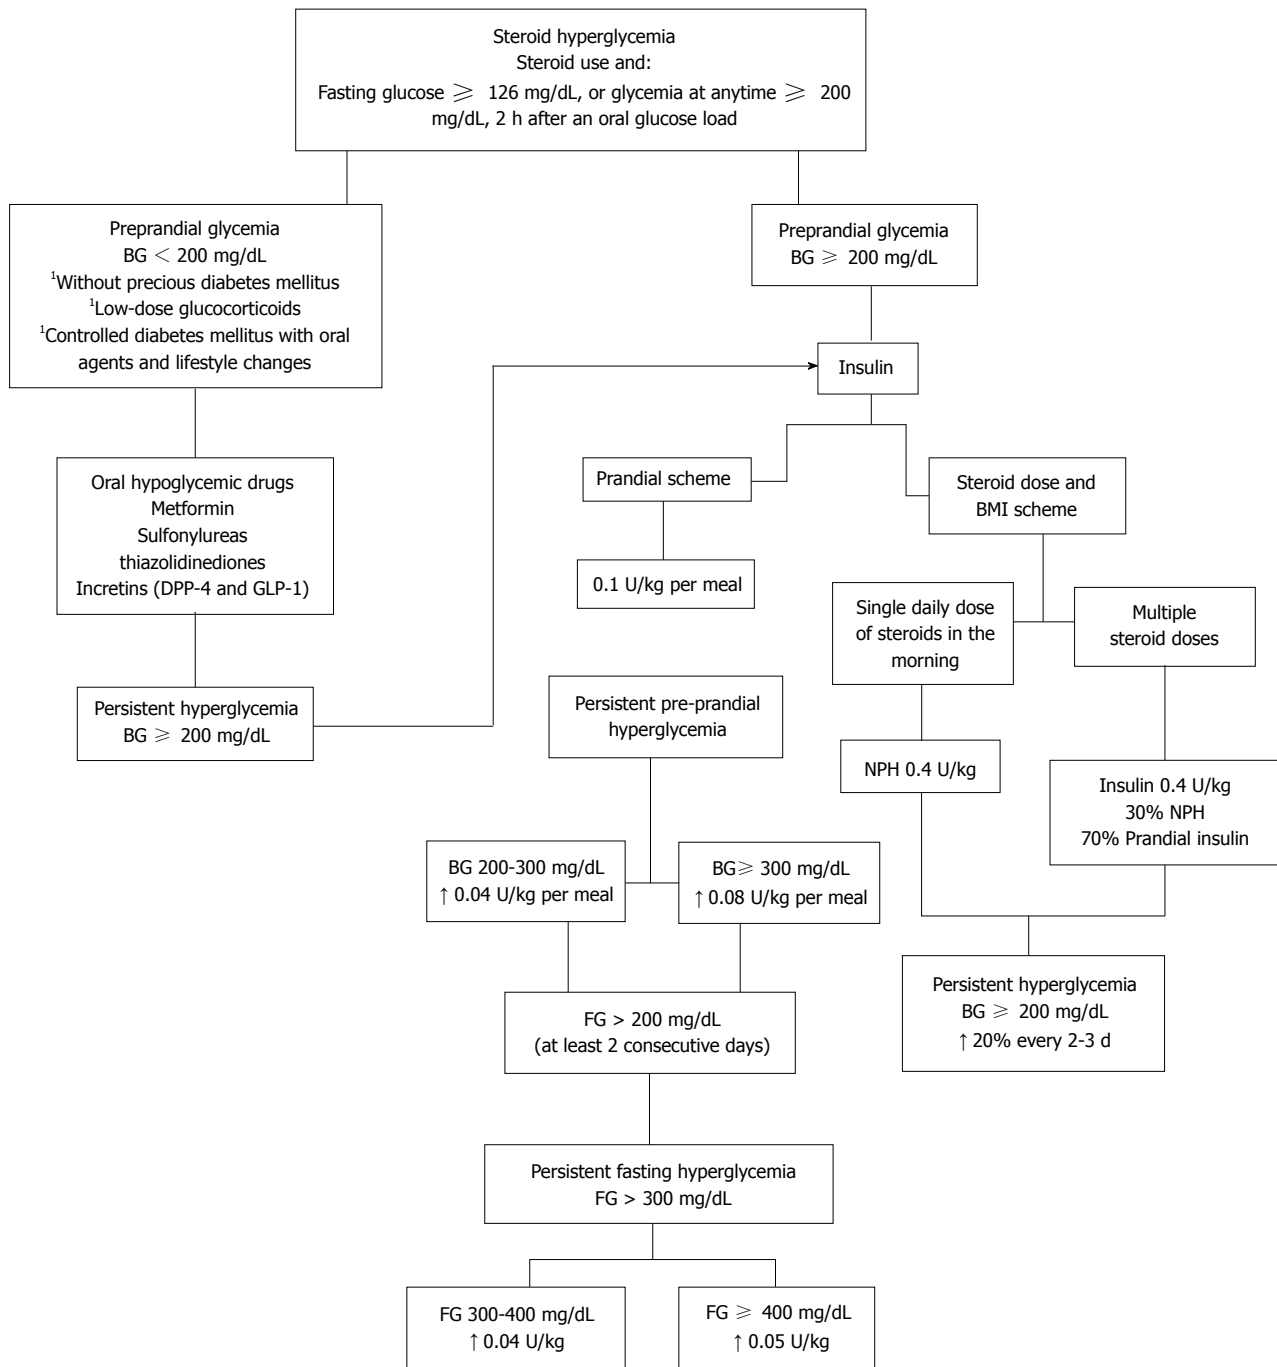 Steroid hyperglycemia
Steroid use and:
Fasting glucose ≥ 126 mg/dL, or glycemia at anytime ≥ 200
mg/dL, 2 h after an oral glucose load
Preprandial glycemia
BG < 200 mg/dL
¹Without precious diabetes mellitus
¹Low-dose glucocorticoids
¹Controlled diabetes mellitus with oral
agents and lifestyle changes
Preprandial glycemia
BG ≥ 200 mg/dL
Insulin
Oral hypoglycemic drugs
Metformin
Sulfonylureas
thiazolidinediones
Incretins (DPP-4 and GLP-1)
Prandial scheme
Steroid dose and
BMI scheme
0.1 U/kg per meal
Single daily dose
of steroids in the
morning
Multiple
steroid doses
Persistent hyperglycemia
BG ≥ 200 mg/dL
Persistent pre-prandial
hyperglycemia
NPH 0.4 U/kg
Insulin 0.4 U/kg
30% NPH
70% Prandial insulin
BG 200-300 mg/dL
↑ 0.04 U/kg per meal
BG≥ 300 mg/dL
↑ 0.08 U/kg per meal
Persistent hyperglycemia
BG ≥ 200 mg/dL
↑ 20% every 2-3 d
FG > 200 mg/dL
(at least 2 consecutive days)
Persistent fasting hyperglycemia
FG > 300 mg/dL
FG 300-400 mg/dL
↑ 0.04 U/kg
FG ≥ 400 mg/dL
↑ 0.05 U/kg